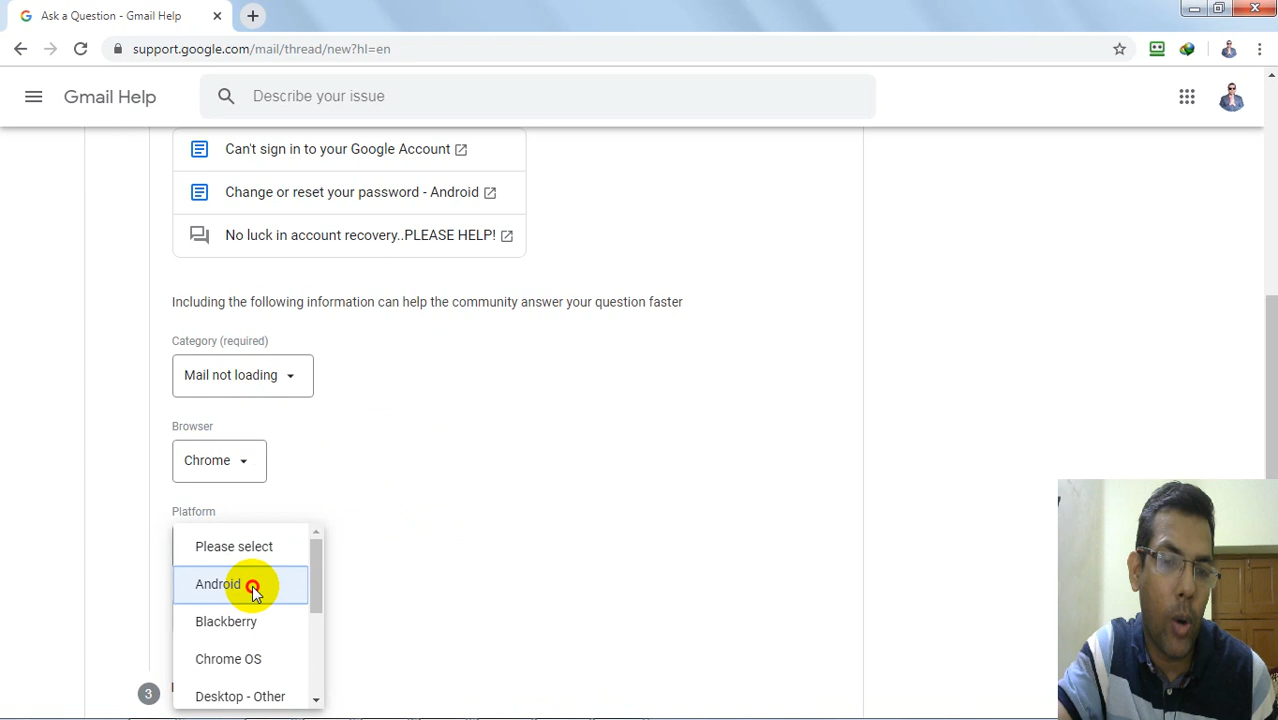 Ask a Question - Gmail Help
support.google.com/mail/thread/new?hl=en
Gmail Help
Describe your issue
Can't sign in to your Google Account
Change or reset your password - Android
No luck in account recovery..PLEASE HELP!
Including the following information can help the community answer your question faster
Category (required)
Mail not loading
Browser
Chrome
Platform
Please select
Android
Blackberry
Chrome OS
Desktop - Other
3